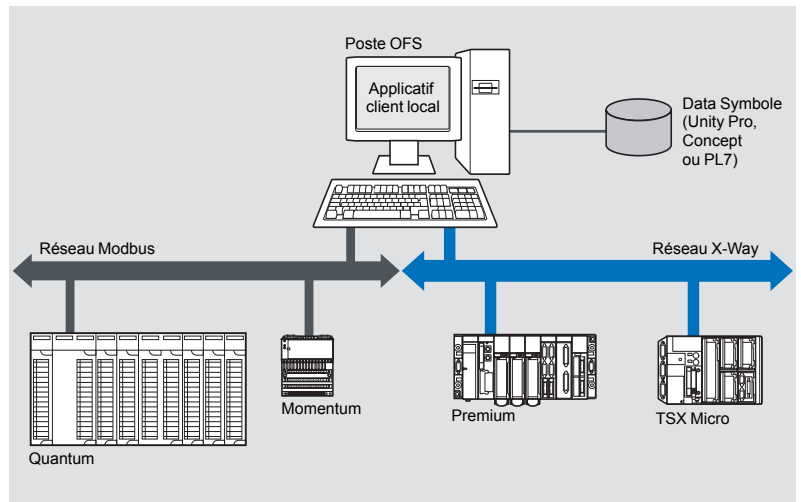 Poste OFS
Applicatif
client local
Data Symbole
(Unity Pro,
Concept
ou PL7)
Réseau Modbus
Réseau X-Way
Quantum
Momentum
Premium
TSX Micro